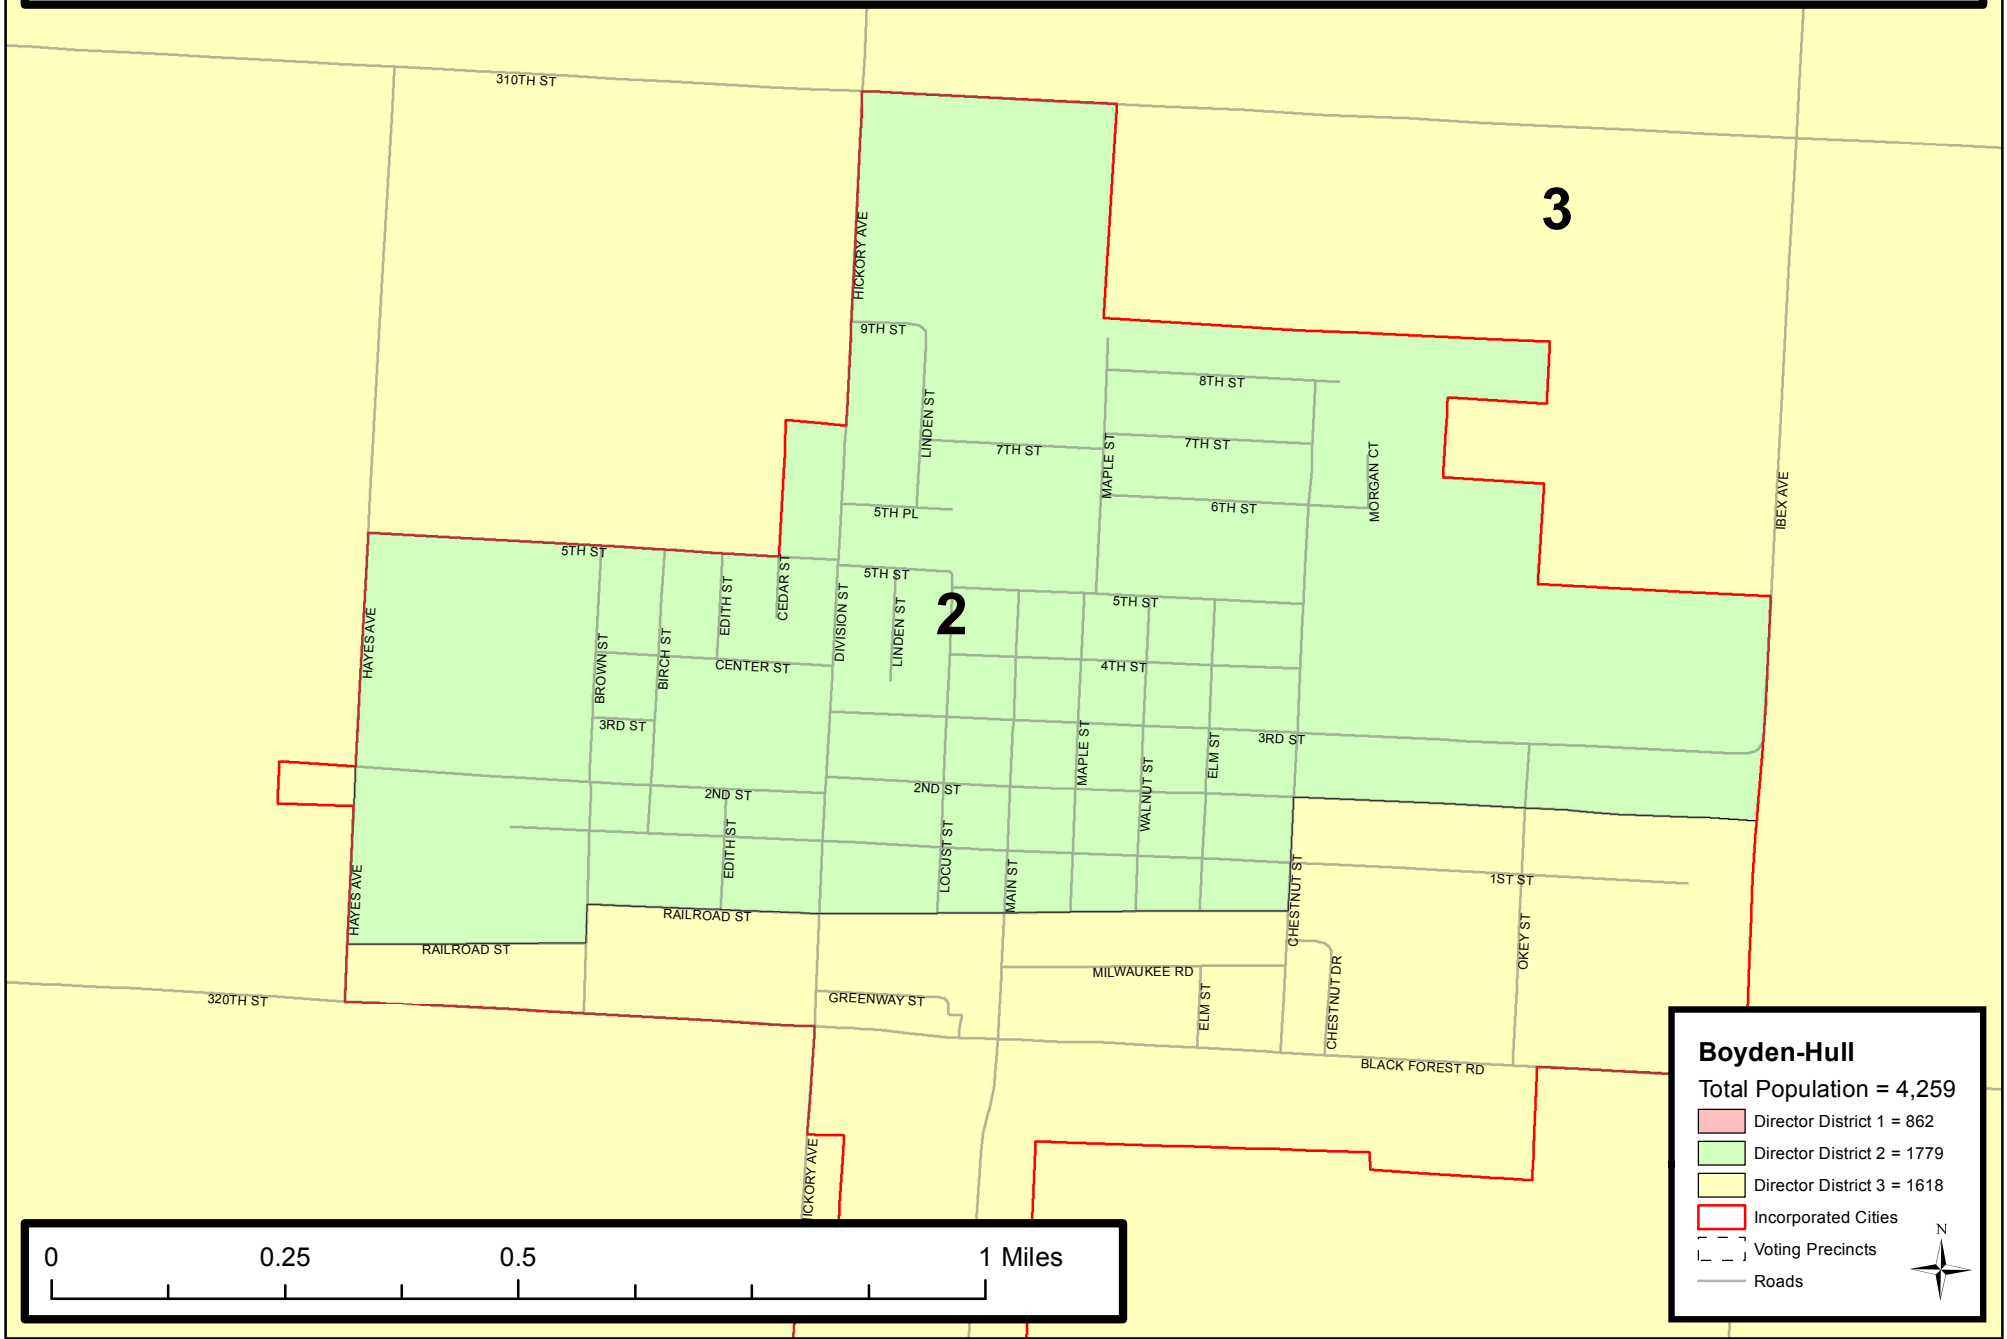 310TH ST
3
HICKORY AVE
9TH ST
8TH ST
LINDEN ST
7TH ST
7TH ST
MAPLE ST
MORGAN CT
6TH ST
IBEX AVE
5TH PL
5TH ST
5TH ST
CEDAR ST
EDITH ST
DIVISION ST
LINDEN ST
2
5TH ST
HAYES AVE
BROWN ST
BIRCH ST
CENTER ST
4TH ST
3RD ST
MAPLE ST
ELM ST
3RD ST
2ND ST
2ND ST
WALNUT ST
EDITH ST
LOCUST ST
MAIN ST
CHESTNUT ST
1ST ST
HAYES AVE
RAILROAD ST
RAILROAD ST
OKEY ST
MILWAUKEE RD
CHESTNUT DR
320TH ST
GREENWAY ST
ELM ST
BLACK FOREST RD
ICKORY AVE
Boyden-Hull
Total Population = 4,259
Director District 1 = 862
Director District 2 = 1779
Director District 3 = 1618
Incorporated Cities
Voting Precincts
Roads
N
0 0.25 0.5 1 Miles